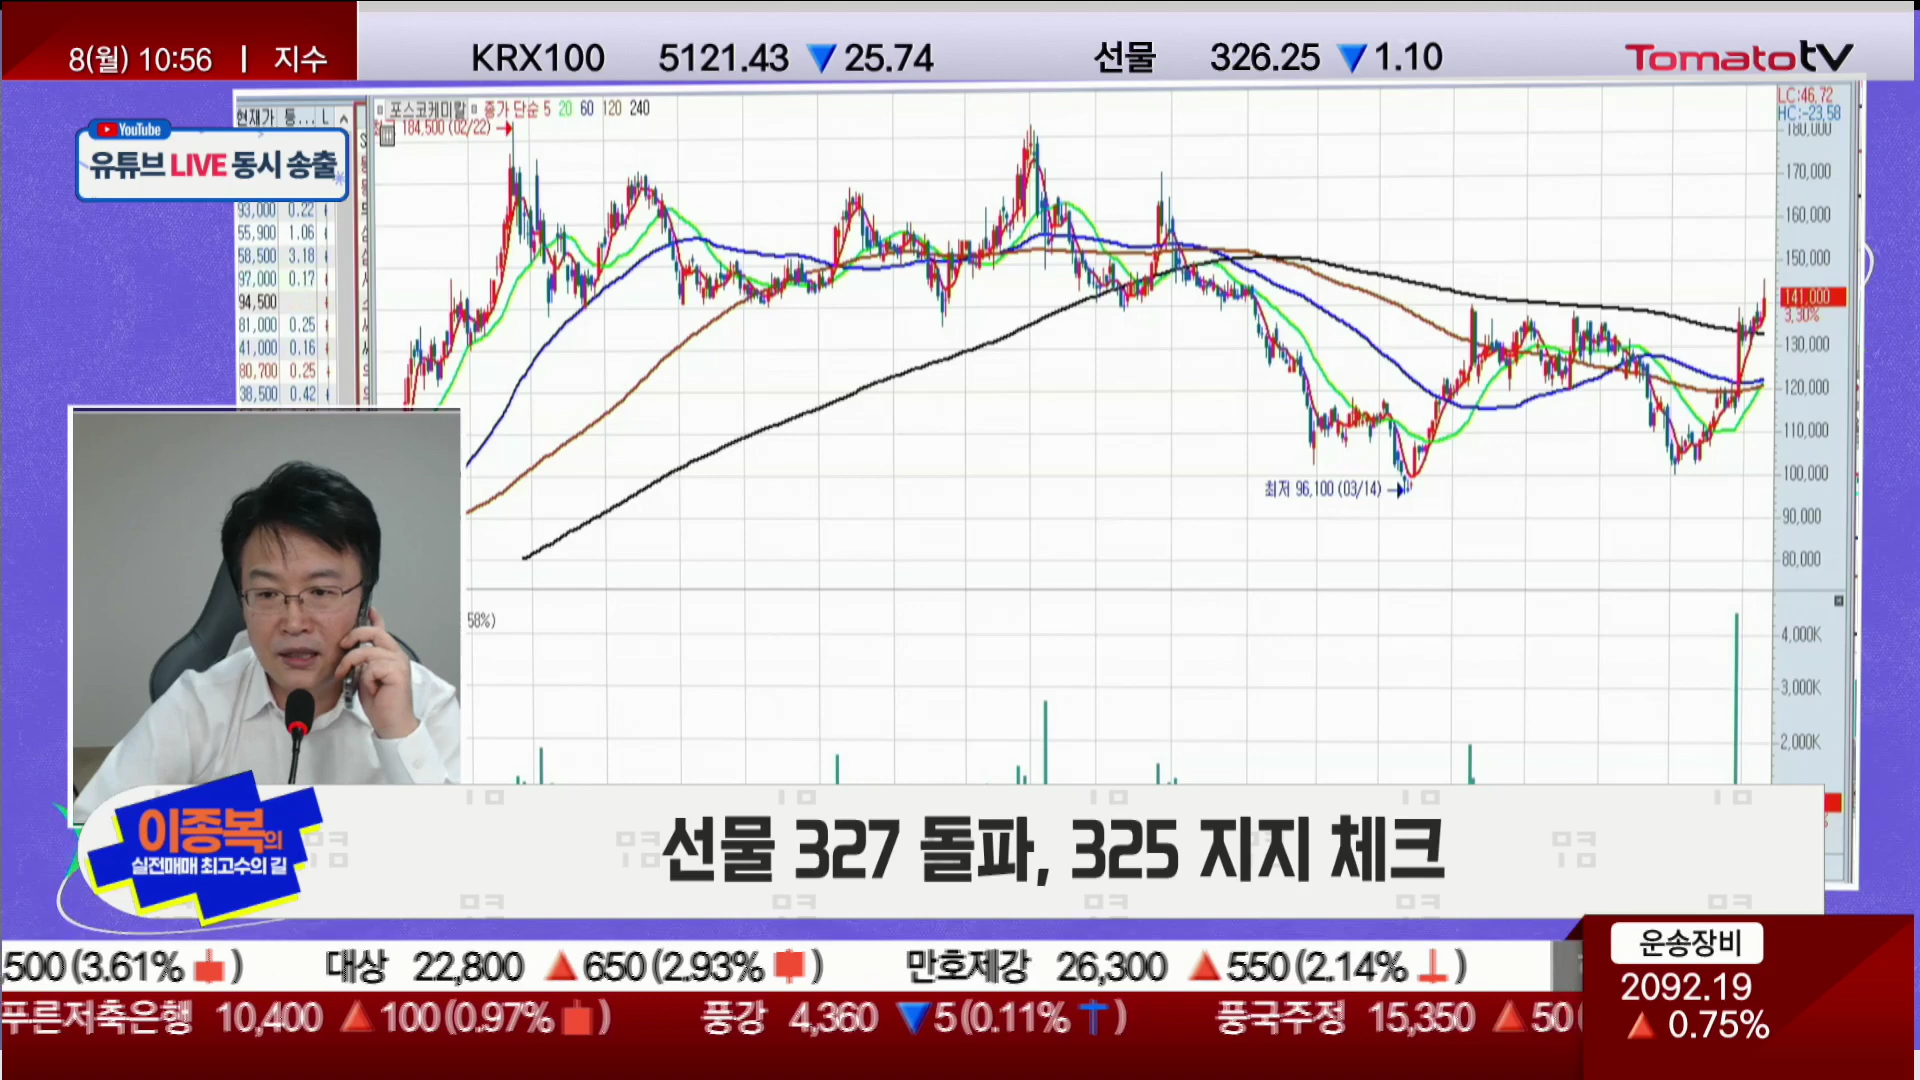 8(월) 10:56 | 지수
KRX100 5121.43 ▼25.74 선물 326.25 ▼1.10
Tomatotv
YouTube
유튜브 LIVE 동시 송출
현재가
93,000 0.22
55,900 1.06
58,500 3.18
97,000 0.17
94,500
81,000 0.25
41,000 0.16
80,700 0.25
38,500 0.42
포스코케미칼 종가 단순 5 20 60 120 240
184,500 (02/22)
LC:46.72
HC:-23.58
180,000
170,000
160,000
150,000
141,000
3.30%
130,000
120,000
110,000
100,000
최저 96,100 (03/14)
90,000
80,000
58%)
4,000K
3,000K
2,000K
이종복의
실전매매 최고수의 길
선물 327 돌파, 325 지지 체크
,500 (3.61%) 대상 22,800 ▲650 (2.93%) 만호제강 26,300 ▲550 (2.14%)
푸른저축은행 10,400 ▲100 (0.97%) 풍강 4,360 ▼5 (0.11%) 풍국주정 15,350 ▲50(
운송장비
2092.19
▲ 0.75%